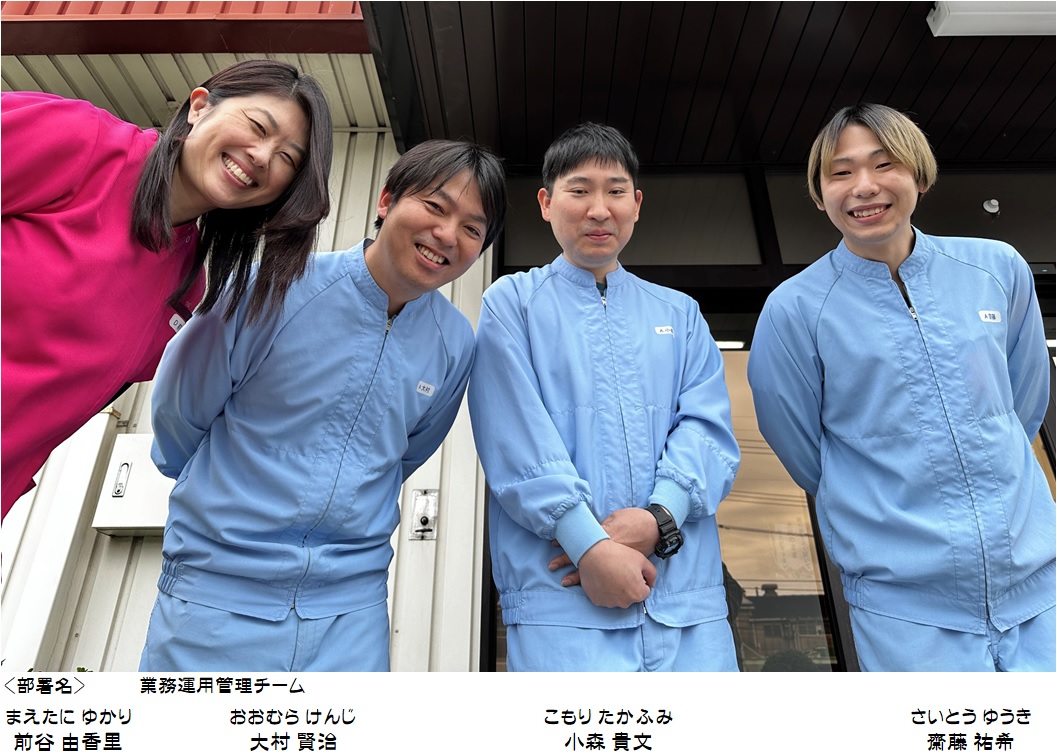 A 大村
<部署名> 業務運用管理チーム
まえたに ゆかり おおむら けんじ こもり たかふみ さいとう ゆうき
前谷 由香里 大村 賢治 小森 貴文 齋藤 祐希